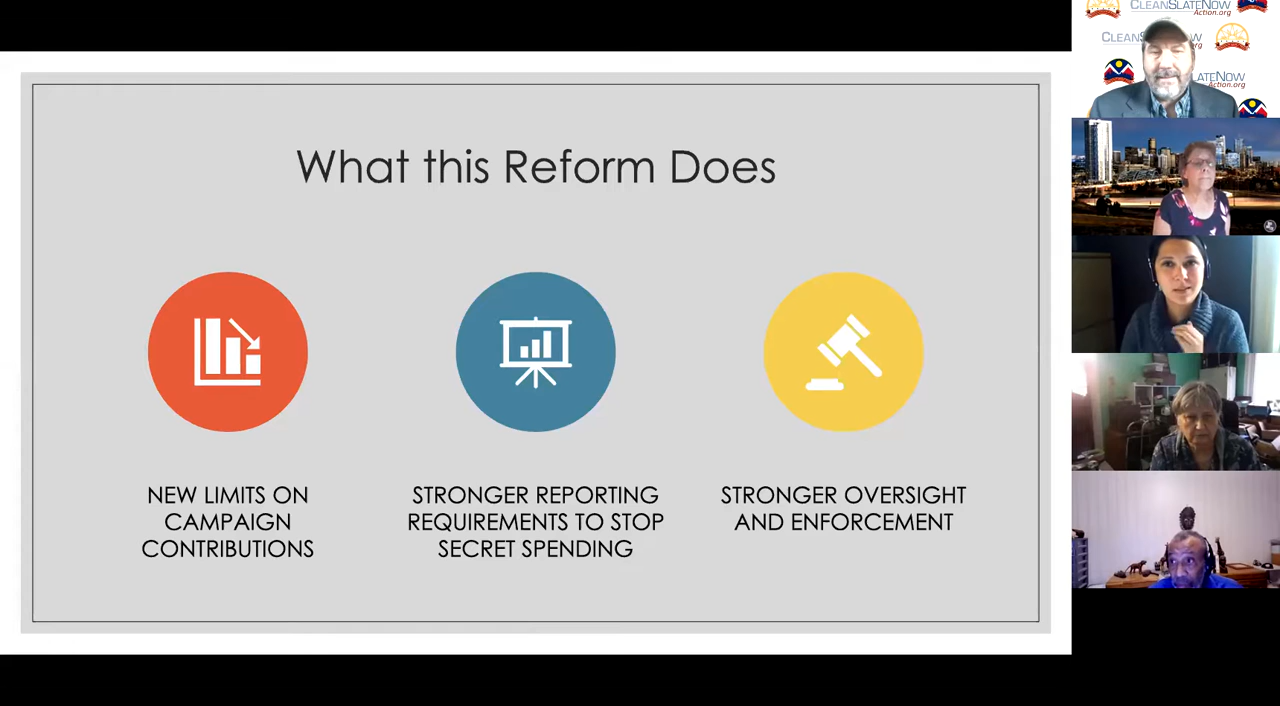 What this Reform Does
NEW LIMITS ON
CAMPAIGN
CONTRIBUTIONS
STRONGER REPORTING
REQUIREMENTS TO STOP
SECRET SPENDING
STRONGER OVERSIGHT
AND ENFORCEMENT
CLEANSLATENOW
Action.org